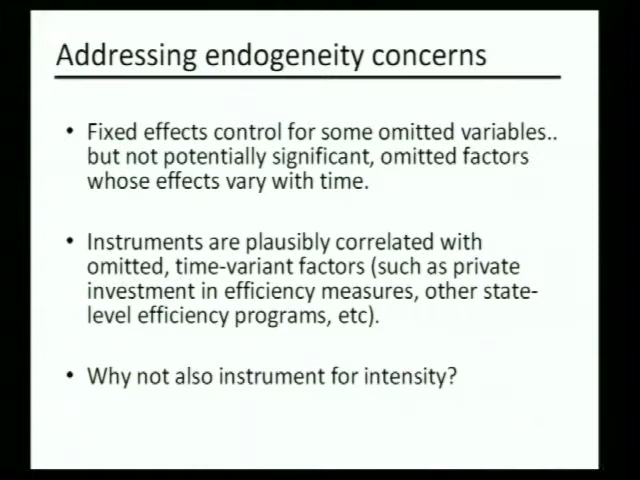 Addressing endogeneity concerns
• Fixed effects control for some omitted variables..
but not potentially significant, omitted factors
whose effects vary with time.
• Instruments are plausibly correlated with
omitted, time-variant factors (such as private
investment in efficiency measures, other state-
level efficiency programs, etc).
• Why not also instrument for intensity?